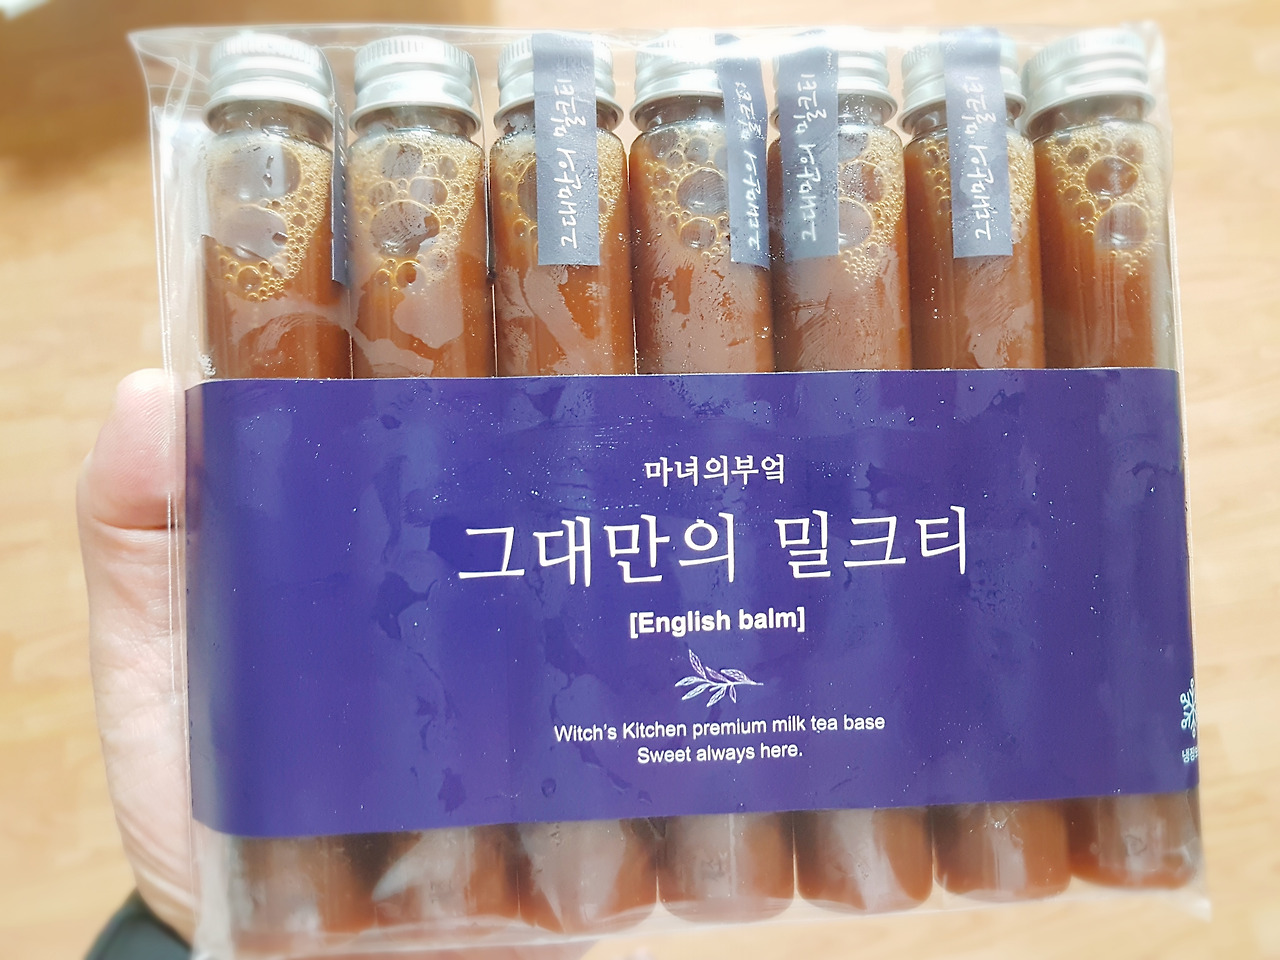 마녀의부엌
그대만의 밀크티
[English balm]
Witch's Kitchen premium milk tea base
Sweet always here.